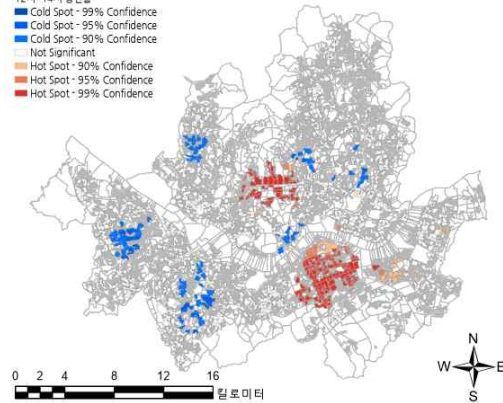 Cold Spot - 99% Confidence
Cold Spot - 95% Confidence
Cold Spot - 90% Confidence
Not Significant
Hot Spot - 90% Confidence
Hot Spot - 95% Confidence
Hot Spot - 99% Confidence
N
W E
S
0 2 4 8 12 16
킬로미터